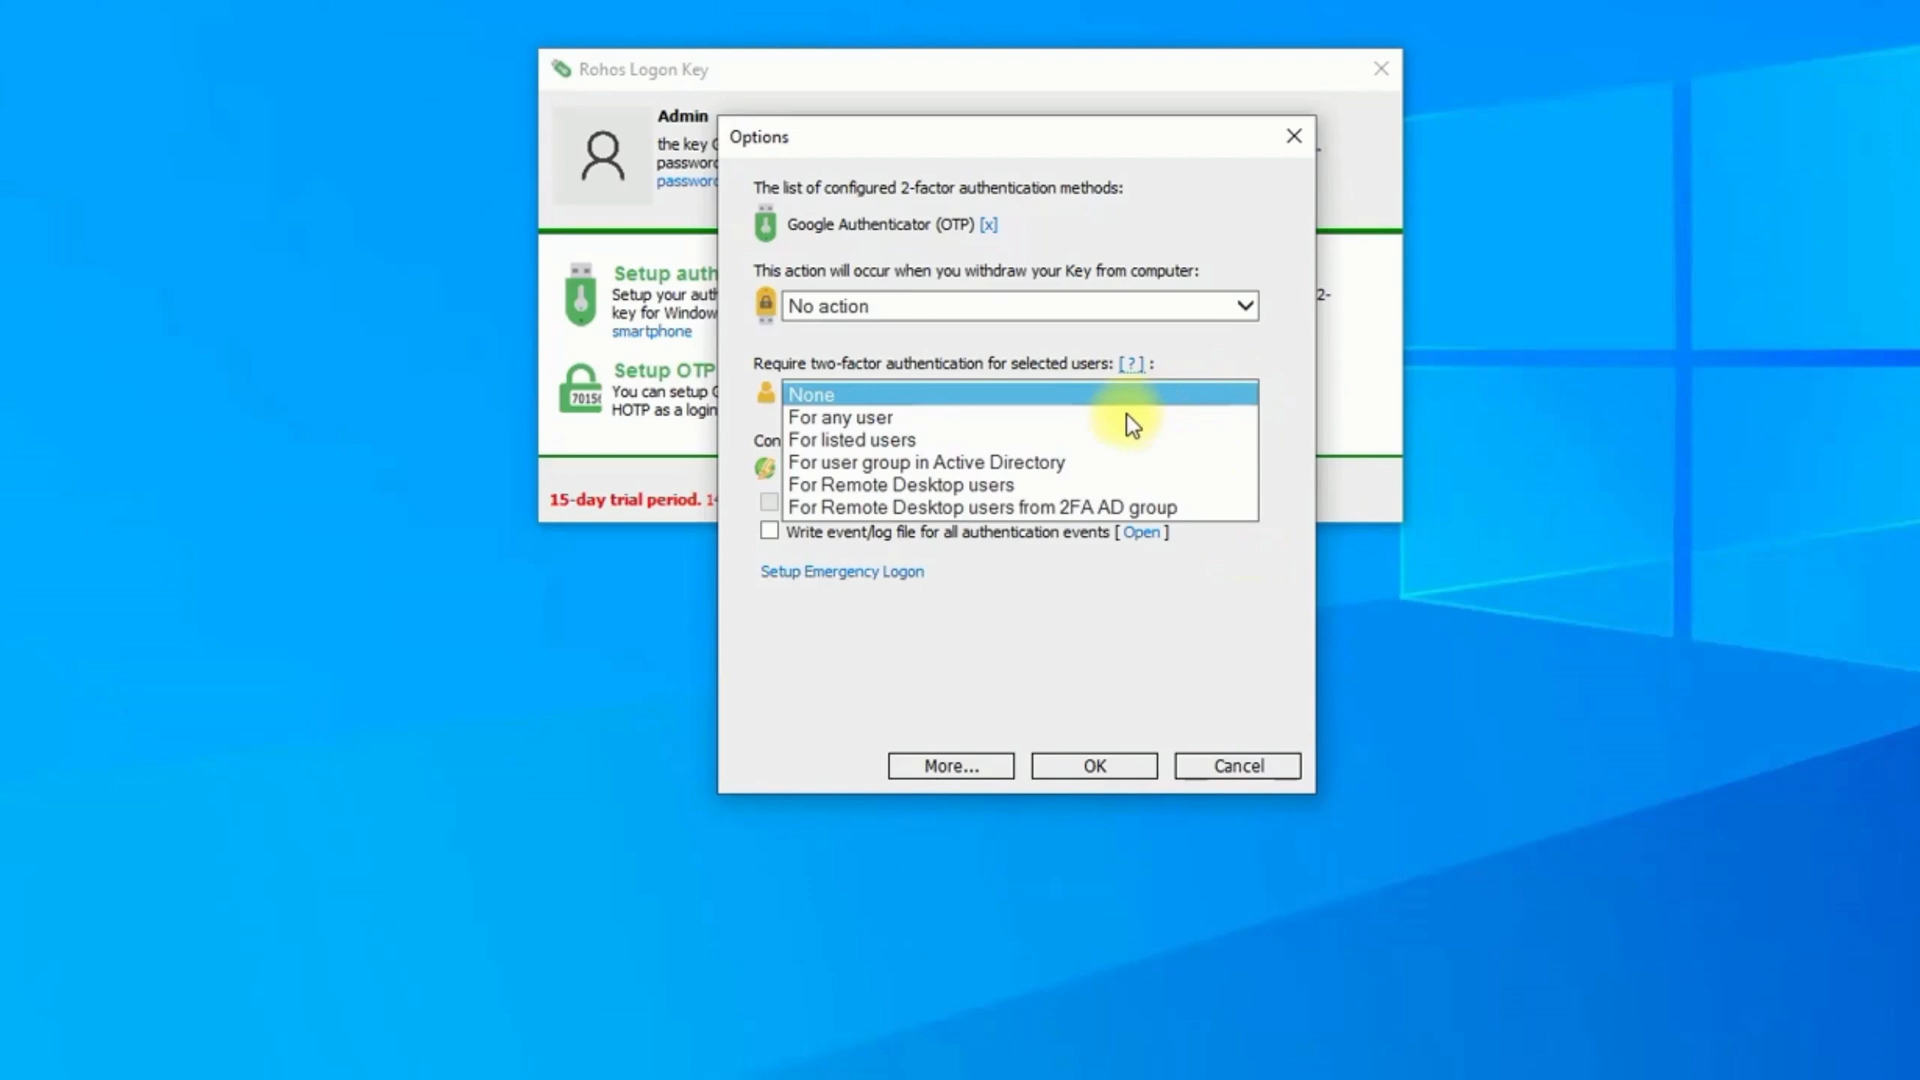 Rohos Logon Key
Admin
the key
password
password
Options
The list of configured 2-factor authentication methods:
Google Authenticator (OTP) [x]
This action will occur when you withdraw your Key from computer:
No action
Require two-factor authentication for selected users: [ ? ] :
None
For any user
For listed users
For user group in Active Directory
For Remote Desktop users
For Remote Desktop users from 2FA AD group
Con
Write event/log file for all authentication events [ Open ]
Setup Emergency Logon
More...
OK
Cancel
Setup auth
Setup your aut
key for Window
smartphone
2-
Setup OTP
You can setup
HOTP as a login
7015
15-day trial period.